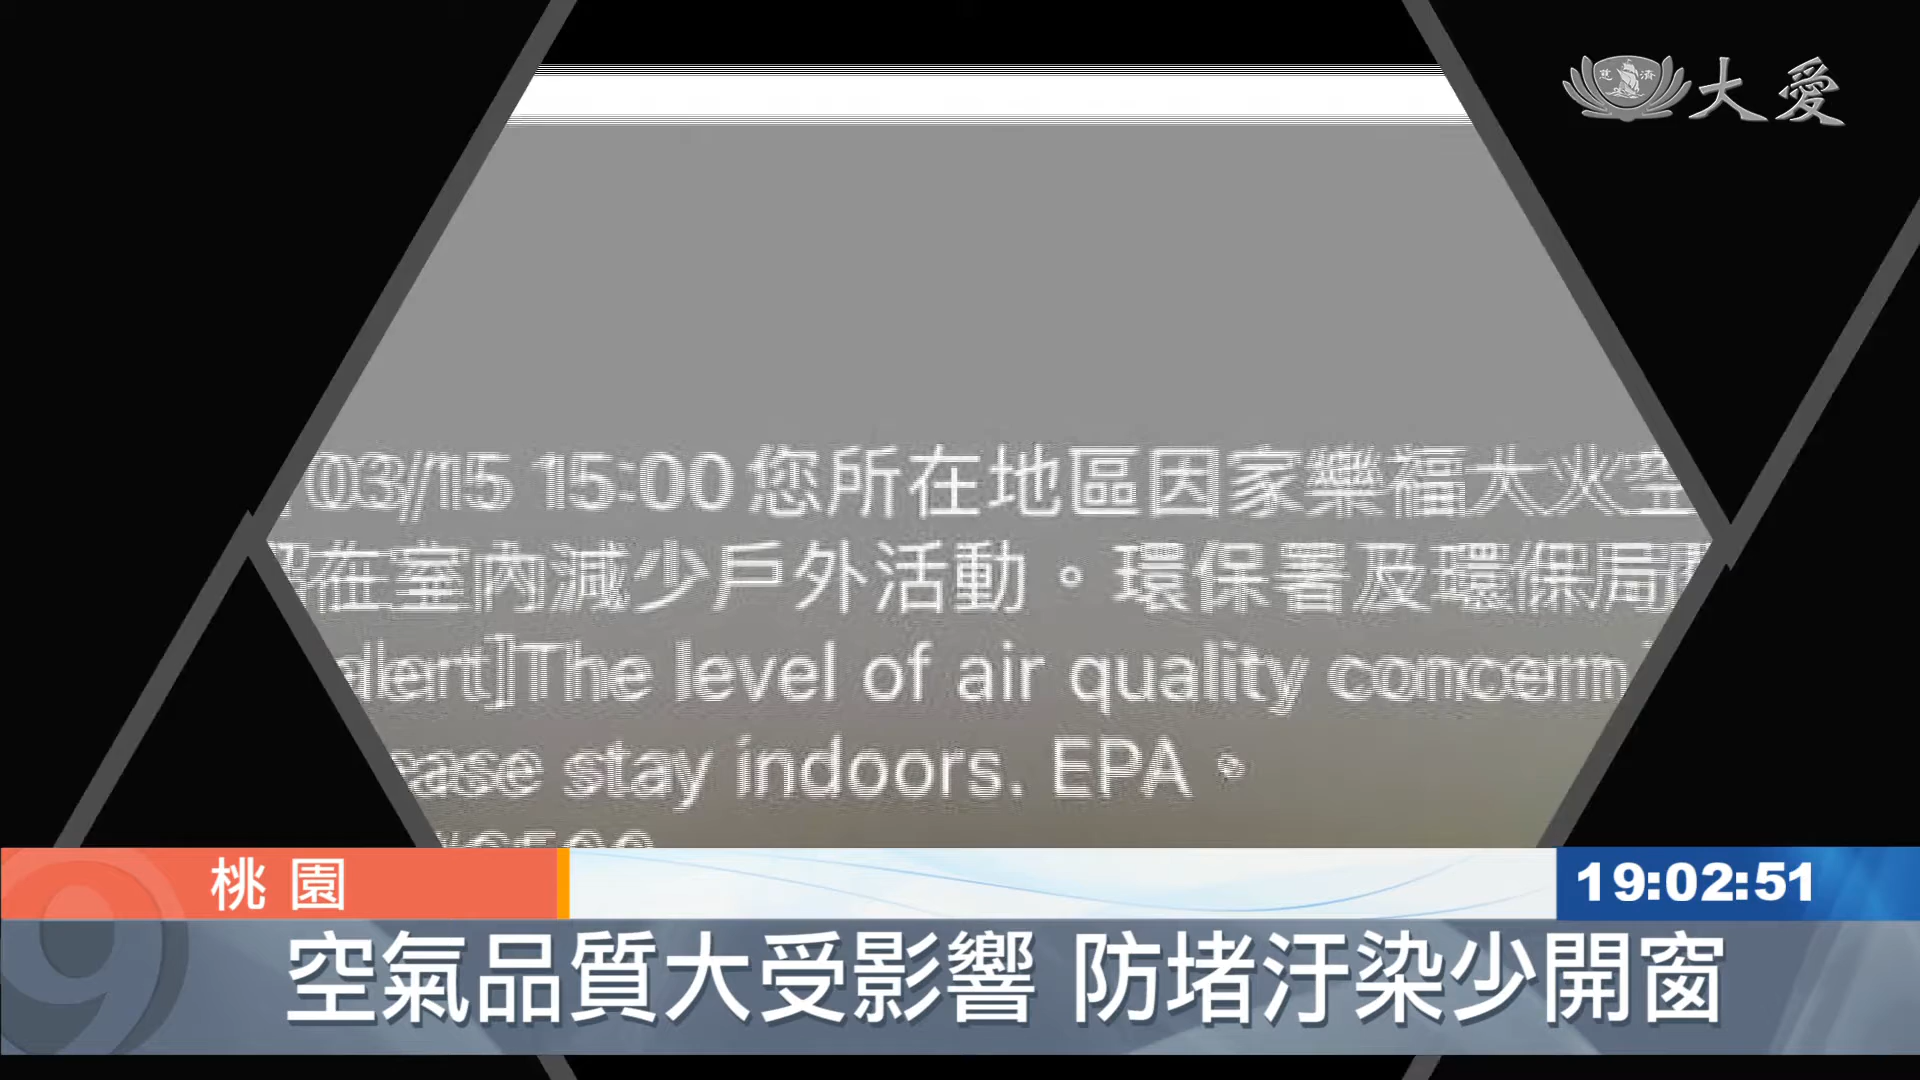 慈濟
大愛
03/15 15:00 您所在地區因家樂福大火空
在室內減少戶外活動。環保署及環保局
alert]The level of air quality concern
ease stay indoors. EPA。
桃園
19:02:51
空氣品質大受影響 防堵汙染少開窗